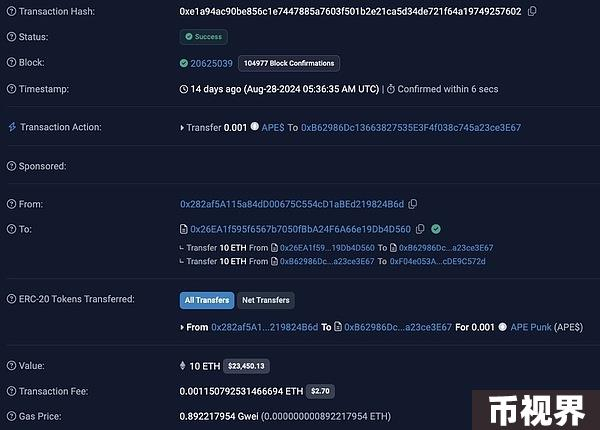 Transaction Hash: 0xe1a94ac90be856c1e7447885a7603f501b2e21ca5d34de721f64a19749257602
Status: Success
Block: 20625039 104977 Block Confirmations
Timestamp: 14 days ago (Aug-28-2024 05:36:35 AM UTC) | Confirmed within 6 secs
Transaction Action: Transfer 0.001 APE$ To 0xB62986Dc13663827535E3F4f038c745a23ce3E67
Sponsored:
From: 0x282af5A115a84dD00675C554cD1aBEd219824B6d
To: 0x26EA1f595f6567b7050fBbA24F6A66e19Db4D560
Transfer 10 ETH From 0x26EA1f59...19Db4D560 To 0xB62986Dc...a23ce3E67
Transfer 10 ETH From 0xB62986Dc...a23ce3E67 To 0xF04e053A...cDE9C572d
ERC-20 Tokens Transferred: All Transfers Net Transfers
From 0x282af5A1...219824B6d To 0xB62986Dc...a23ce3E67 For 0.001 APE Punk (APE$)
Value: 10 ETH $23,450.13
Transaction Fee: 0.001150792531466694 ETH $2.70
Gas Price: 0.892217954 Gwei (0.000000000892217954 ETH)
币视界